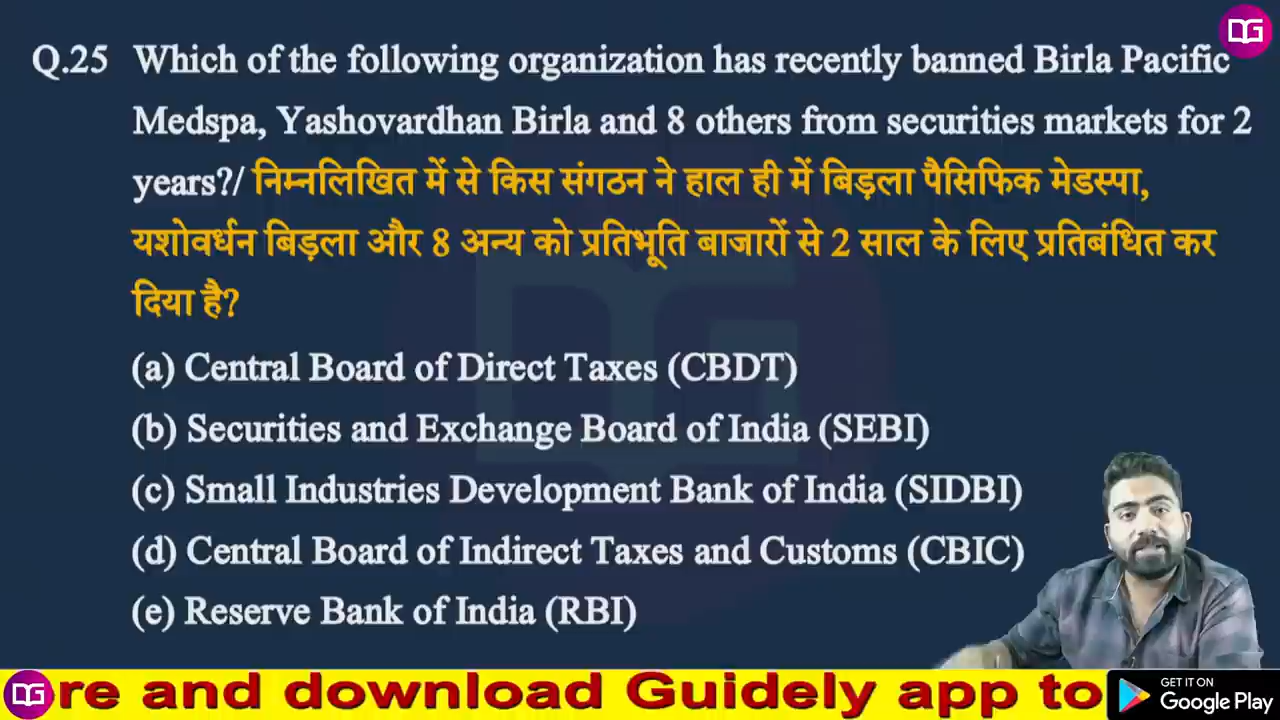 DG
Q.25 Which of the following organization has recently banned Birla Pacific
Medspa, Yashovardhan Birla and 8 others from securities markets for 2
years?/ निम्नलिखित में से किस संगठन ने हाल ही में बिड़ला पैसिफिक मेडस्पा,
यशोवर्धन बिड़ला और 8 अन्य को प्रतिभूति बाजारों से 2 साल के लिए प्रतिबंधित कर
दिया है?
(a) Central Board of Direct Taxes (CBDT)
(b) Securities and Exchange Board of India (SEBI)
(c) Small Industries Development Bank of India (SIDBI)
(d) Central Board of Indirect Taxes and Customs (CBIC)
(e) Reserve Bank of India (RBI)
DG re and download Guidely app to
GET IT ON
Google Play